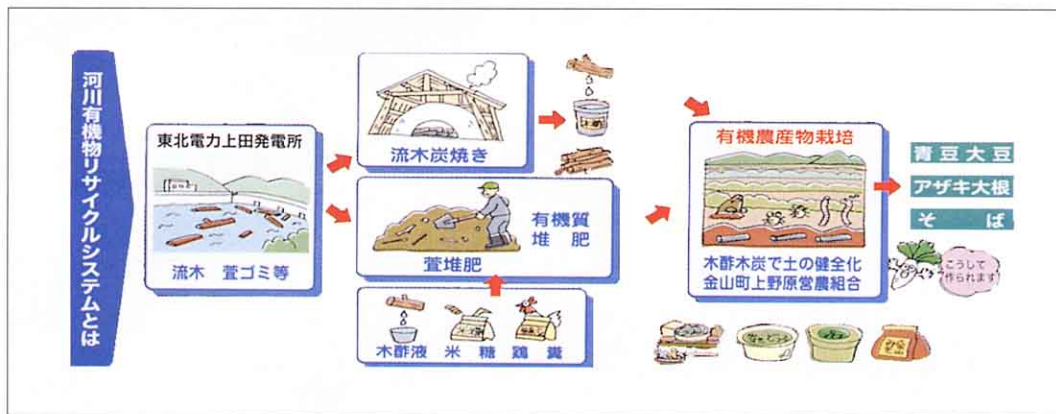 河川有機物リサイクルシステムとは
東北電力上田発電所
流木 萱ゴミ等
流木炭焼き
有機質
堆肥
萱堆肥
木酢液 米糖 鶏糞
有機農産物栽培
木酢木炭で土の健全化
金山町上野原営農組合
青豆大豆
アザキ大根
そば
こうして
作られます